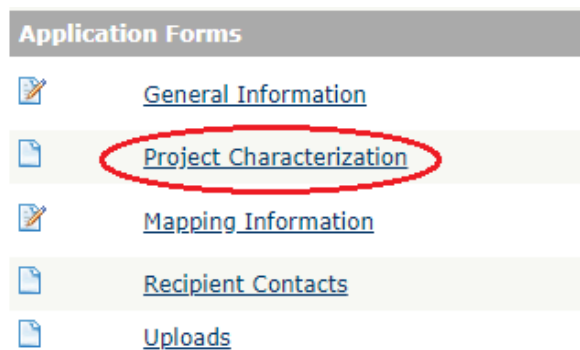 Application Forms
General Information
Project Characterization
Mapping Information
Recipient Contacts
Uploads